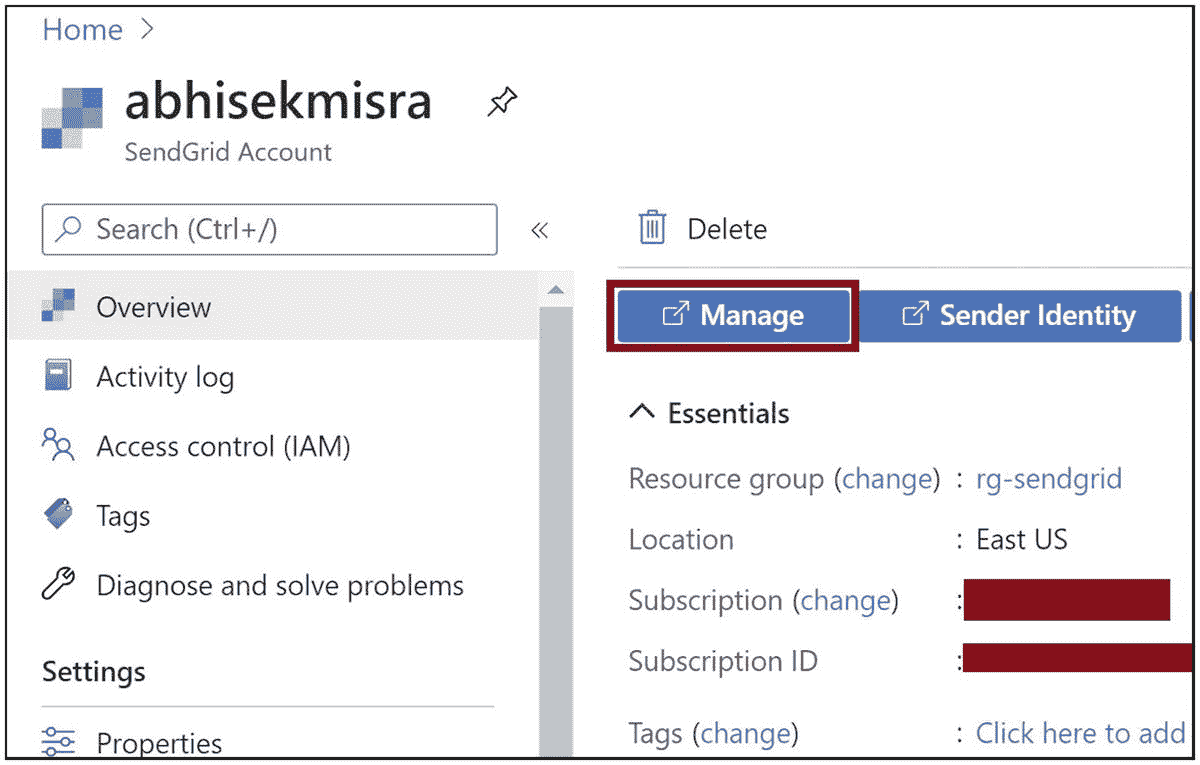 Home >
abhisekmisra
SendGrid Account
Search (Ctrl+/)
«
Overview
Activity log
Access control (IAM)
Tags
Diagnose and solve problems
Settings
Properties
Delete
Manage
Sender Identity
Essentials
Resource group (change) : rg-sendgrid
Location : East US
Subscription (change) :
Subscription ID :
Tags (change) : Click here to add